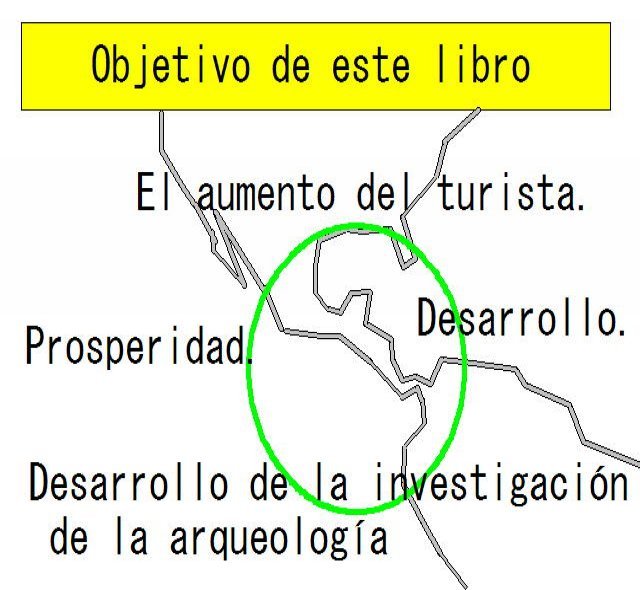 Objetivo de este libro
El aumento del turista.
Desarrollo.
Prosperidad.
Desarrollo de la investigación
de la arqueología